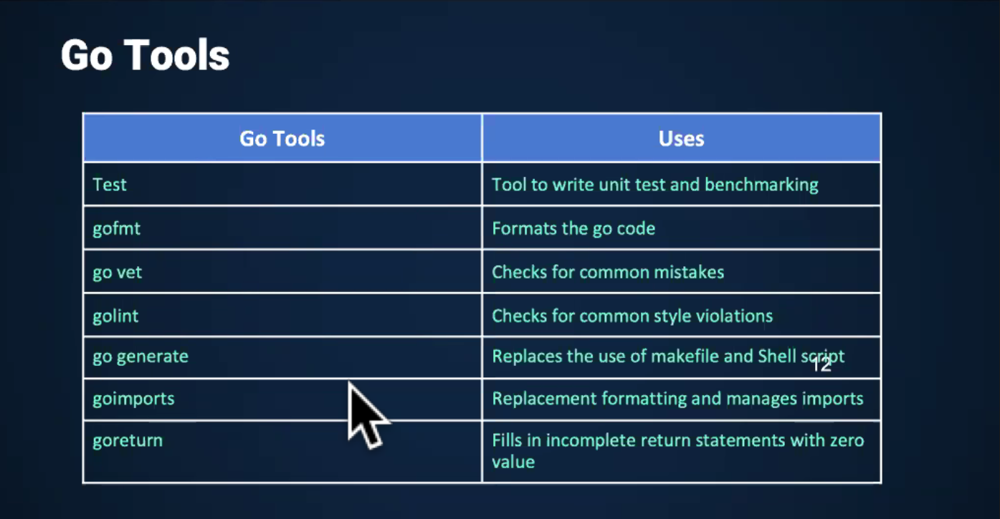 Go Tools
Go Tools
Uses
Test
Tool to write unit test and benchmarking
gofmt
Formats the go code
go vet
Checks for common mistakes
golint
Checks for common style violations
go generate
Replaces the use of makefile and Shell script
12
goimports
Replacement formatting and manages imports
goreturn
Fills in incomplete return statements with zero
value